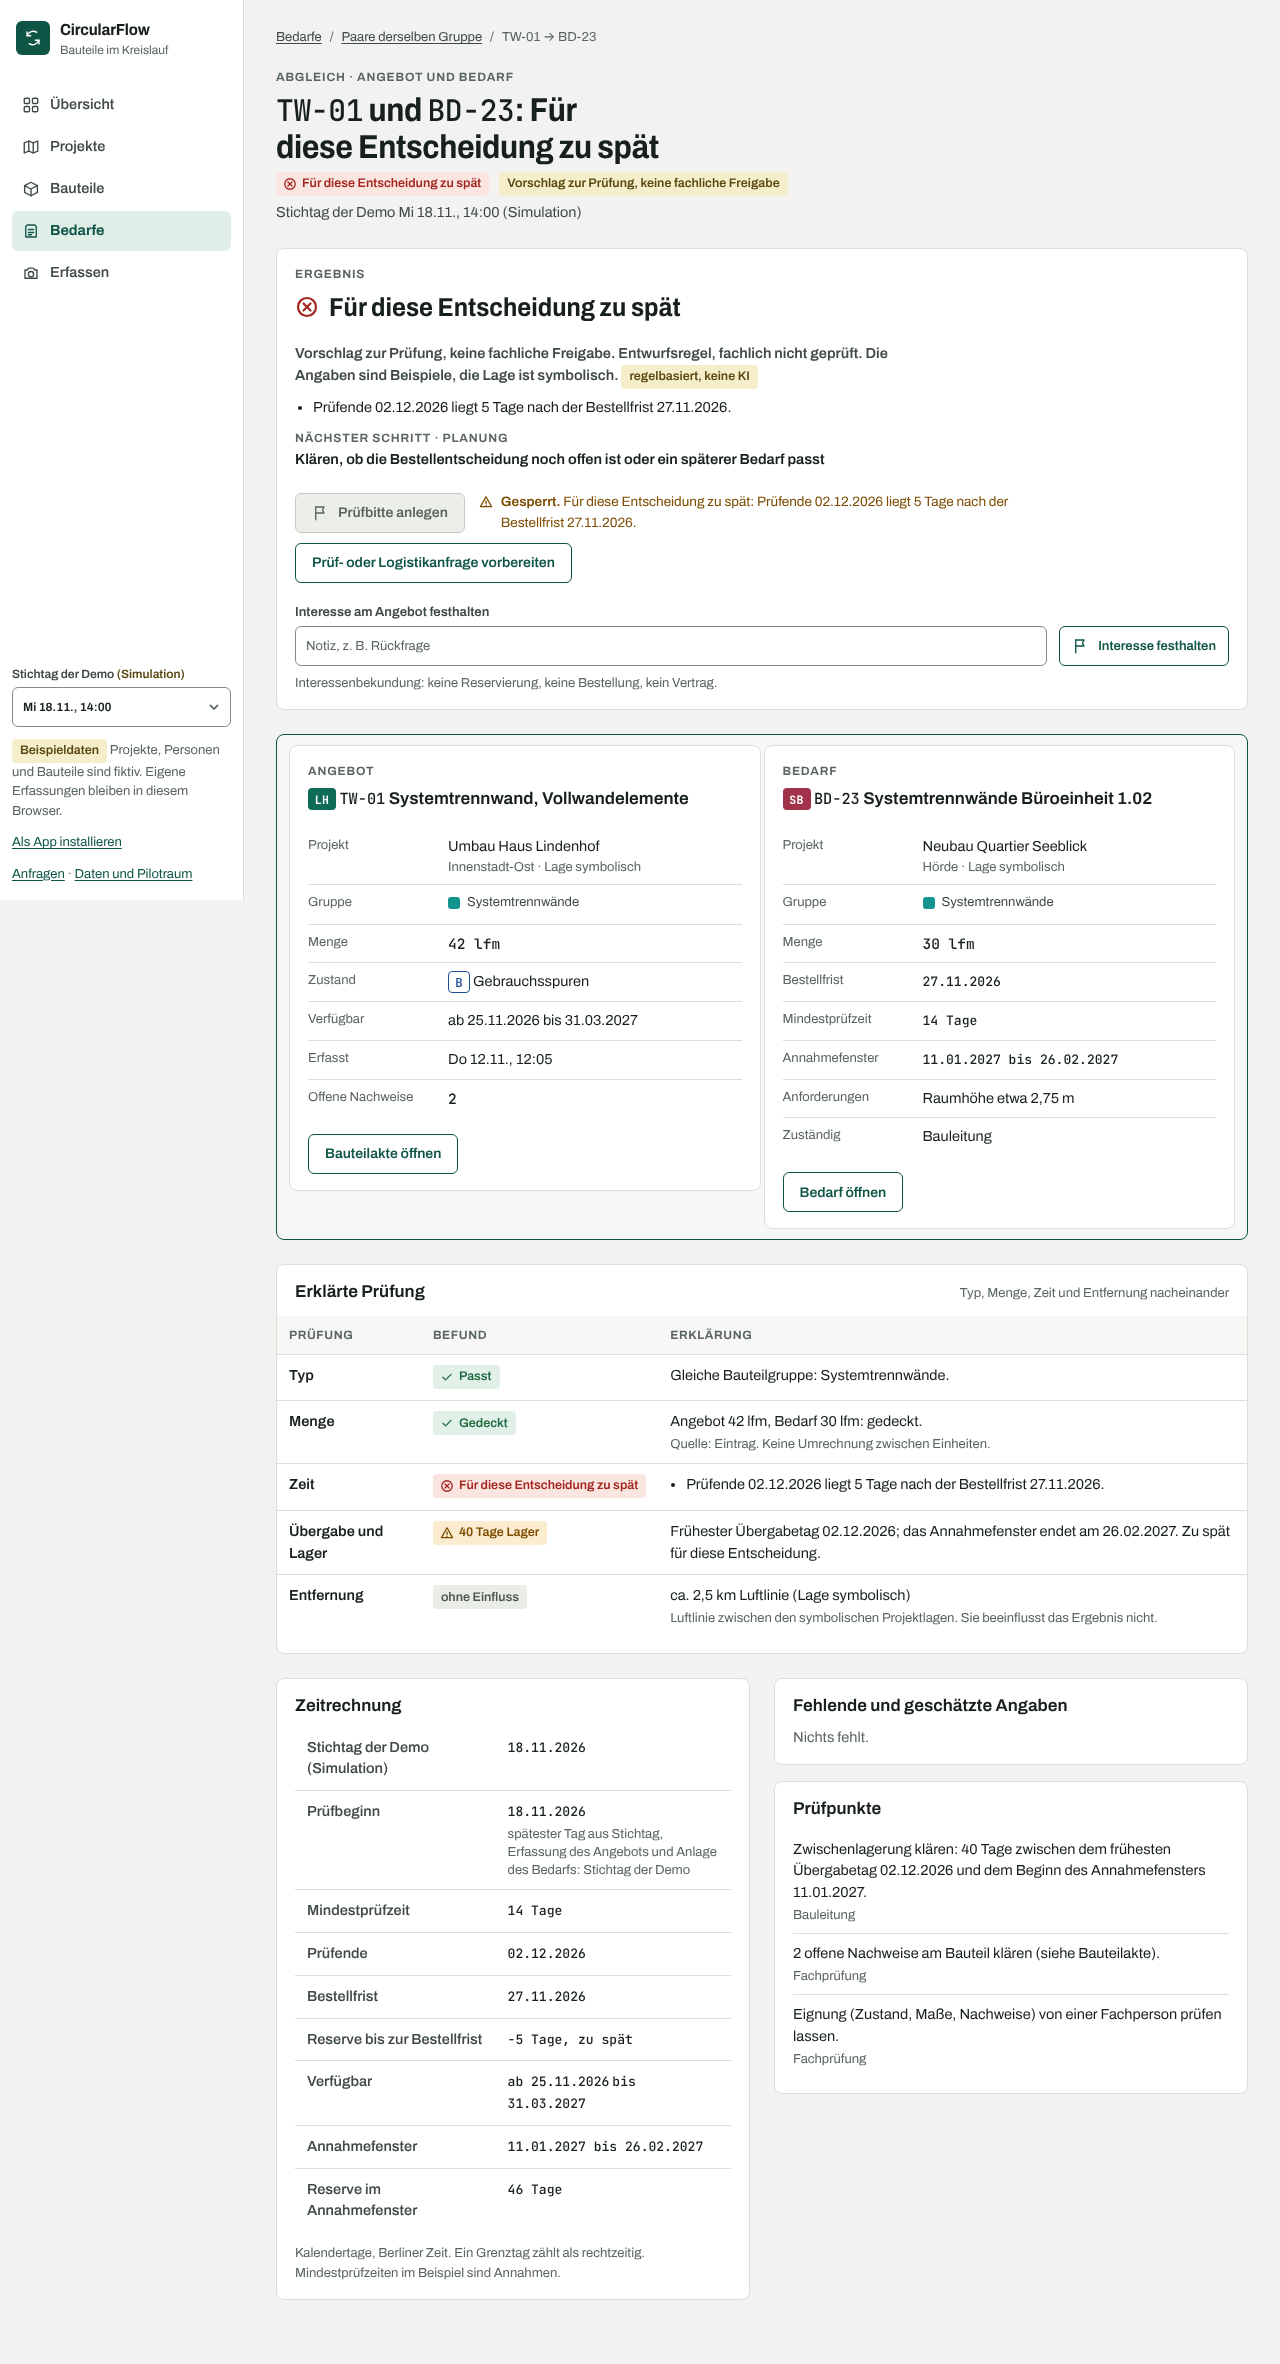 CircularFlow
Bauteile im Kreislauf
Übersicht
Projekte
Bauteile
Bedarfe
Erfassen
Stichtag der Demo (Simulation)
Mi 18.11., 14:00
Beispieldaten Projekte, Personen
und Bauteile sind fiktiv. Eigene
Erfassungen bleiben in diesem
Browser.
Als App installieren
Anfragen · Daten und Pilotraum
Bedarfe / Paare derselben Gruppe / TW-01 → BD-23
ABGLEICH · ANGEBOT UND BEDARF
TW-01 und BD-23: Für
diese Entscheidung zu spät
Für diese Entscheidung zu spät Vorschlag zur Prüfung, keine fachliche Freigabe
Stichtag der Demo Mi 18.11., 14:00 (Simulation)
ERGEBNIS
Für diese Entscheidung zu spät
Vorschlag zur Prüfung, keine fachliche Freigabe. Entwurfsregel, fachlich nicht geprüft. Die
Angaben sind Beispiele, die Lage ist symbolisch. regelbasiert, keine KI
• Prüfende 02.12.2026 liegt 5 Tage nach der Bestellfrist 27.11.2026.
NÄCHSTER SCHRITT · PLANUNG
Klären, ob die Bestellentscheidung noch offen ist oder ein späterer Bedarf passt
Prüfbitte anlegen
Gesperrt. Für diese Entscheidung zu spät: Prüfende 02.12.2026 liegt 5 Tage nach der
Bestellfrist 27.11.2026.
Prüf- oder Logistikanfrage vorbereiten
Interesse am Angebot festhalten
Notiz, z. B. Rückfrage
Interesse festhalten
Interessenbekundung: keine Reservierung, keine Bestellung, kein Vertrag.
ANGEBOT
LH TW-01 Systemtrennwand, Vollwandelemente
Projekt Umbau Haus Lindenhof
Innenstadt-Ost · Lage symbolisch
Gruppe Systemtrennwände
Menge 42 lfm
Zustand B Gebrauchsspuren
Verfügbar ab 25.11.2026 bis 31.03.2027
Erfasst Do 12.11., 12:05
Offene Nachweise 2
Bauteilakte öffnen
BEDARF
SB BD-23 Systemtrennwände Büroeinheit 1.02
Projekt Neubau Quartier Seeblick
Hörde · Lage symbolisch
Gruppe Systemtrennwände
Menge 30 lfm
Bestellfrist 27.11.2026
Mindestprüfzeit 14 Tage
Annahmefenster 11.01.2027 bis 26.02.2027
Anforderungen Raumhöhe etwa 2,75 m
Zuständig Bauleitung
Bedarf öffnen
Erklärte Prüfung
Typ, Menge, Zeit und Entfernung nacheinander
PRÜFUNG BEFUND ERKLÄRUNG
Typ Passt Gleiche Bauteilgruppe: Systemtrennwände.
Menge Gedeckt Angebot 42 lfm, Bedarf 30 lfm: gedeckt.
Quelle: Eintrag. Keine Umrechnung zwischen Einheiten.
Zeit Für diese Entscheidung zu spät • Prüfende 02.12.2026 liegt 5 Tage nach der Bestellfrist 27.11.2026.
Übergabe und
Lager
40 Tage Lager
Frühester Übergabetag 02.12.2026; das Annahmefenster endet am 26.02.2027. Zu spät
für diese Entscheidung.
Entfernung ohne Einfluss ca. 2,5 km Luftlinie (Lage symbolisch)
Luftlinie zwischen den symbolischen Projektlagen. Sie beeinflusst das Ergebnis nicht.
Zeitrechnung
Stichtag der Demo
(Simulation)
18.11.2026
Prüfbeginn 18.11.2026
spätester Tag aus Stichtag,
Erfassung des Angebots und Anlage
des Bedarfs: Stichtag der Demo
Mindestprüfzeit 14 Tage
Prüfende 02.12.2026
Bestellfrist 27.11.2026
Reserve bis zur Bestellfrist -5 Tage, zu spät
Verfügbar ab 25.11.2026 bis
31.03.2027
Annahmefenster 11.01.2027 bis 26.02.2027
Reserve im
Annahmefenster
46 Tage
Kalendertage, Berliner Zeit. Ein Grenztag zählt als rechtzeitig.
Mindestprüfzeiten im Beispiel sind Annahmen.
Fehlende und geschätzte Angaben
Nichts fehlt.
Prüfpunkte
Zwischenlagerung klären: 40 Tage zwischen dem frühesten
Übergabetag 02.12.2026 und dem Beginn des Annahmefensters
11.01.2027.
Bauleitung
2 offene Nachweise am Bauteil klären (siehe Bauteilakte).
Fachprüfung
Eignung (Zustand, Maße, Nachweise) von einer Fachperson prüfen
lassen.
Fachprüfung